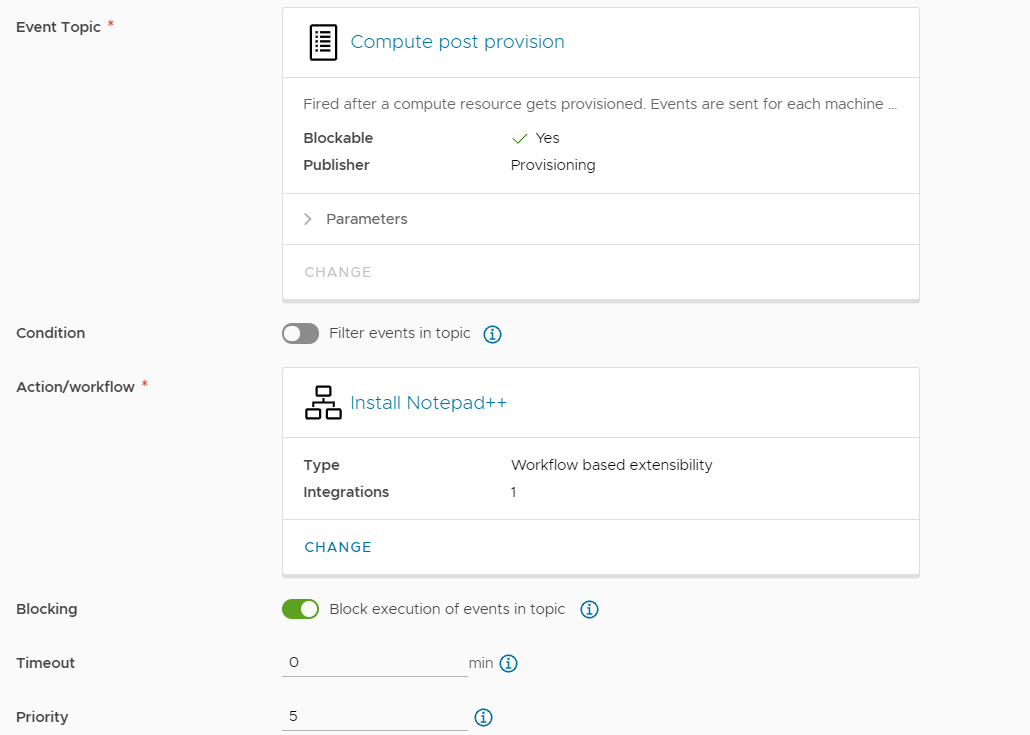 Event Topic *
Compute post provision
Fired after a compute resource gets provisioned. Events are sent for each machine ...
Blockable Yes
Publisher Provisioning
Parameters
CHANGE
Condition Filter events in topic
Action/workflow *
Install Notepad++
Type Workflow based extensibility
Integrations 1
CHANGE
Blocking Block execution of events in topic
Timeout 0 min
Priority 5